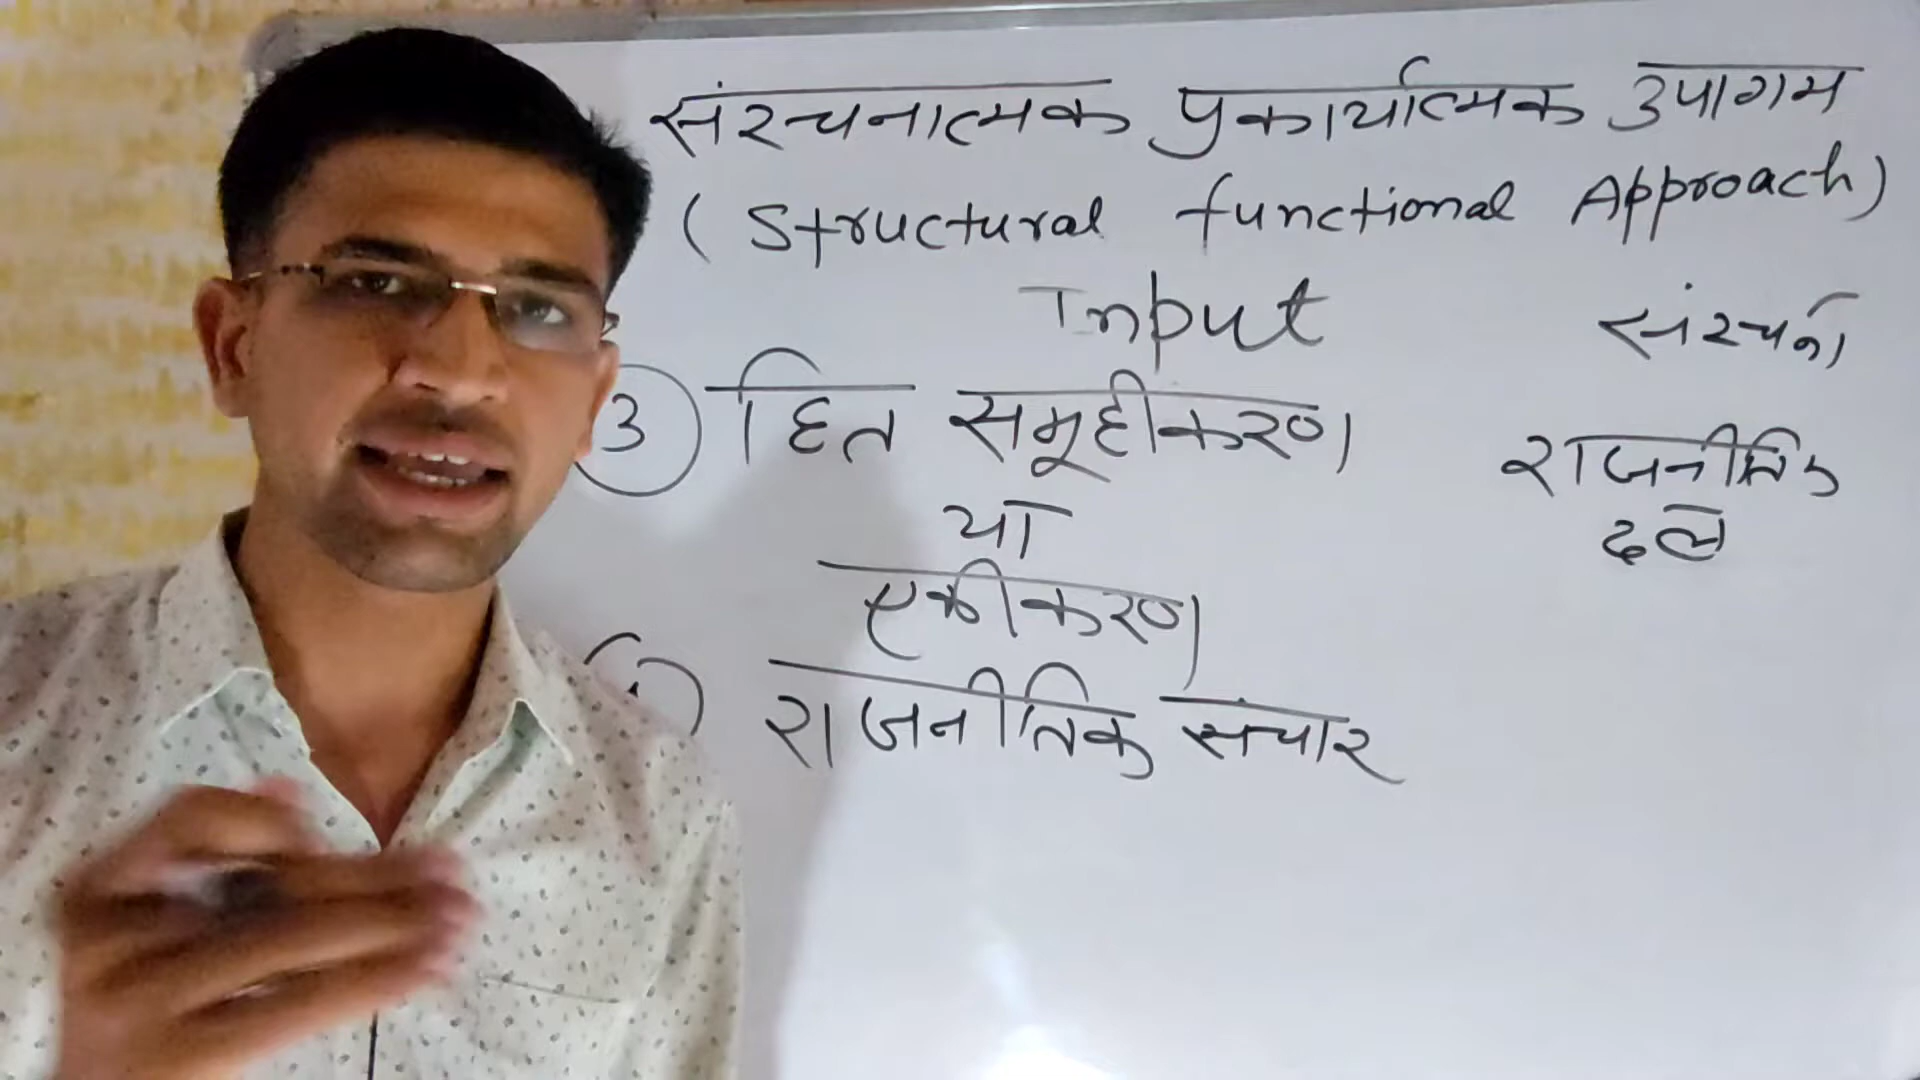 संरचनात्मक प्रकार्यात्मक उपागम
(Structural functional Approach)
Input संरचना
3 हित समूहीकरण राजनीतिक
या दल
एकीकरण
राजनीतिक संचार